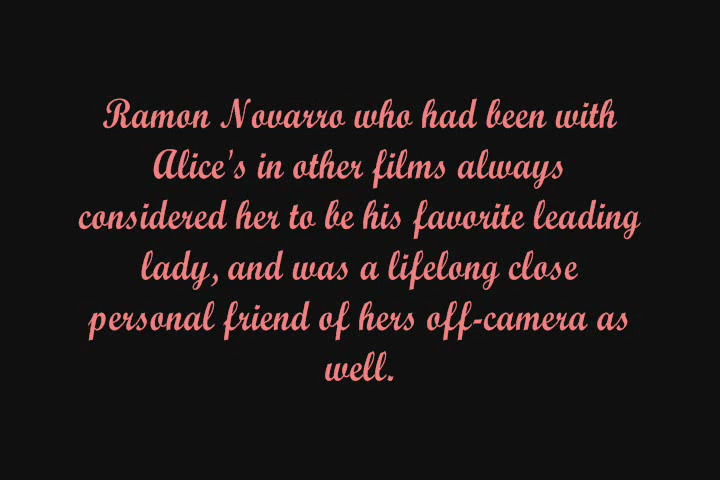 Ramon Novarro who had been with
Alice's in other films always
considered her to be his favorite leading
lady, and was a lifelong close
personal friend of hers off-camera as
well.